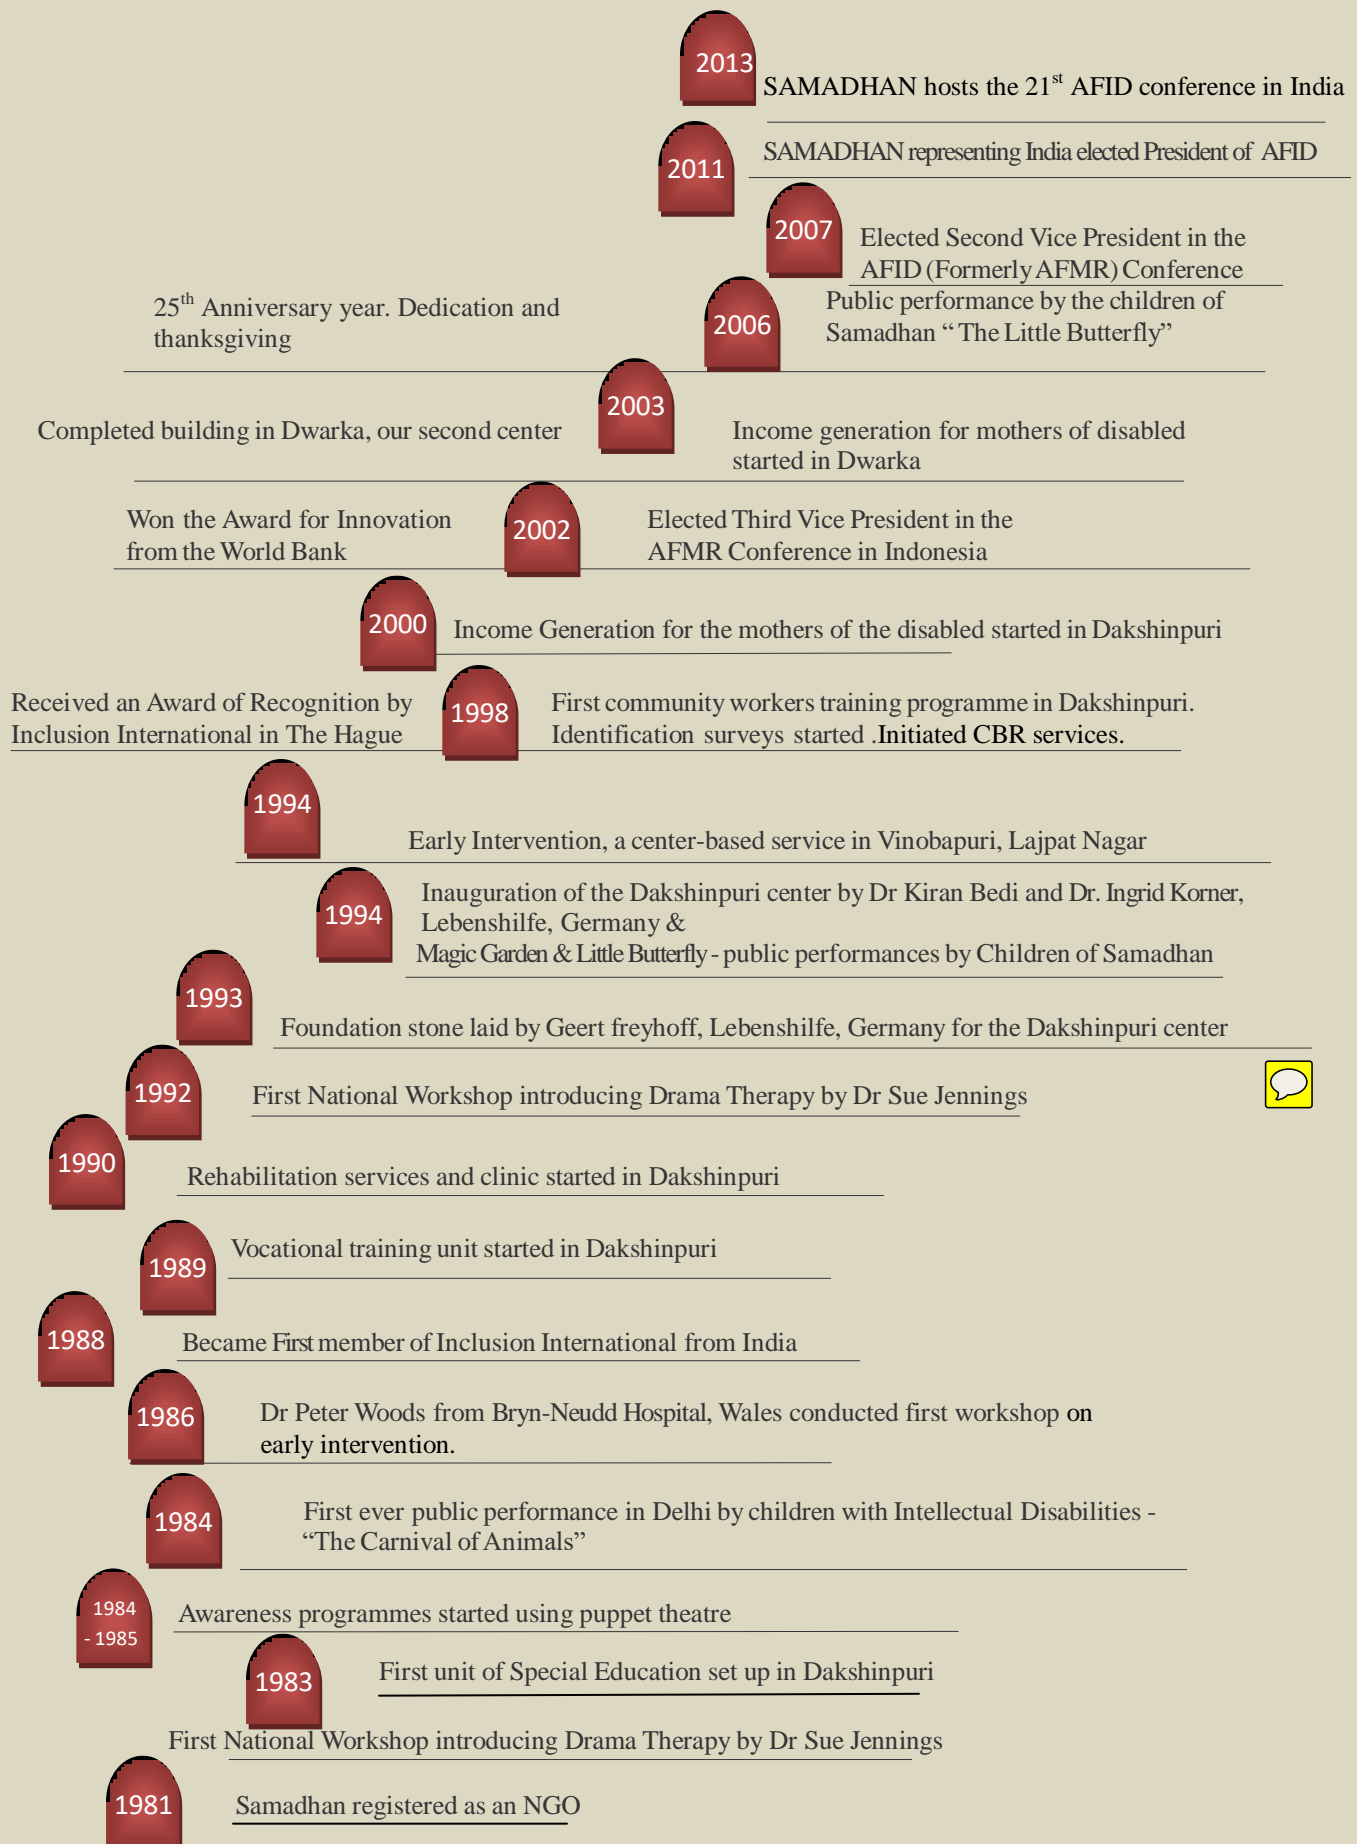 2013
SAMADHAN hosts the 21st AFID conference in India
2011
SAMADHAN representing India elected President of AFID
2007
Elected Second Vice President in the
AFID (Formerly AFMR) Conference
25th Anniversary year. Dedication and
thanksgiving
2006
Public performance by the children of
Samadhan “ The Little Butterfly”
Completed building in Dwarka, our second center
2003
Income generation for mothers of disabled
started in Dwarka
Won the Award for Innovation
from the World Bank
2002
Elected Third Vice President in the
AFMR Conference in Indonesia
2000
Income Generation for the mothers of the disabled started in Dakshinpuri
Received an Award of Recognition by
Inclusion International in The Hague
1998
First community workers training programme in Dakshinpuri.
Identification surveys started .Initiated CBR services.
1994
Early Intervention, a center-based service in Vinobapuri, Lajpat Nagar
1994
Inauguration of the Dakshinpuri center by Dr Kiran Bedi and Dr. Ingrid Korner,
Lebenshilfe, Germany &
Magic Garden & Little Butterfly - public performances by Children of Samadhan
1993
Foundation stone laid by Geert freyhoff, Lebenshilfe, Germany for the Dakshinpuri center
1992
First National Workshop introducing Drama Therapy by Dr Sue Jennings
1990
Rehabilitation services and clinic started in Dakshinpuri
1989
Vocational training unit started in Dakshinpuri
1988
Became First member of Inclusion International from India
1986
Dr Peter Woods from Bryn-Neudd Hospital, Wales conducted first workshop on
early intervention.
1984
First ever public performance in Delhi by children with Intellectual Disabilities -
“The Carnival of Animals”
1984
- 1985
Awareness programmes started using puppet theatre
1983
First unit of Special Education set up in Dakshinpuri
First National Workshop introducing Drama Therapy by Dr Sue Jennings
1981
Samadhan registered as an NGO